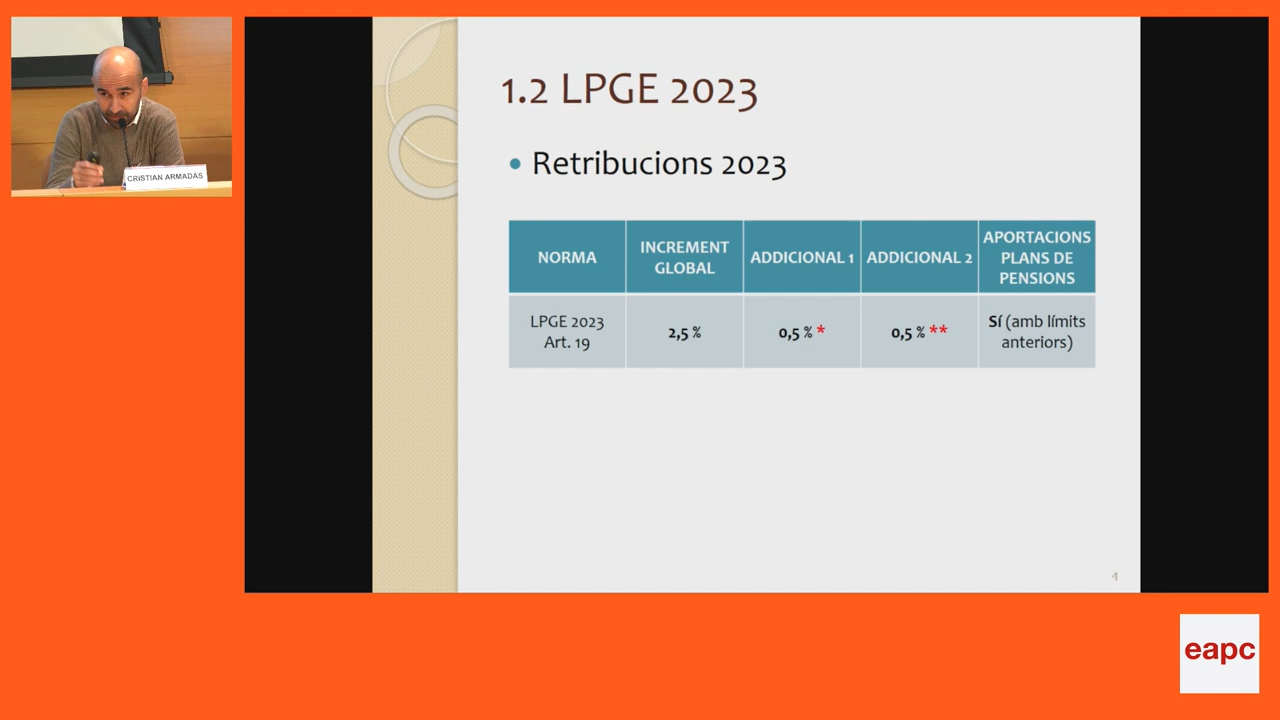 CRISTIAN ARMADAS
1.2 LPGE 2023
• Retribucions 2023
NORMA
INCREMENT
GLOBAL
ADDICIONAL 1
ADDICIONAL 2
APORTACIONS
PLANS DE
PENSIONS
LPGE 2023
Art. 19
2,5 %
0,5 % *
0,5 % **
Sí (amb límits
anteriors)
4
eapc